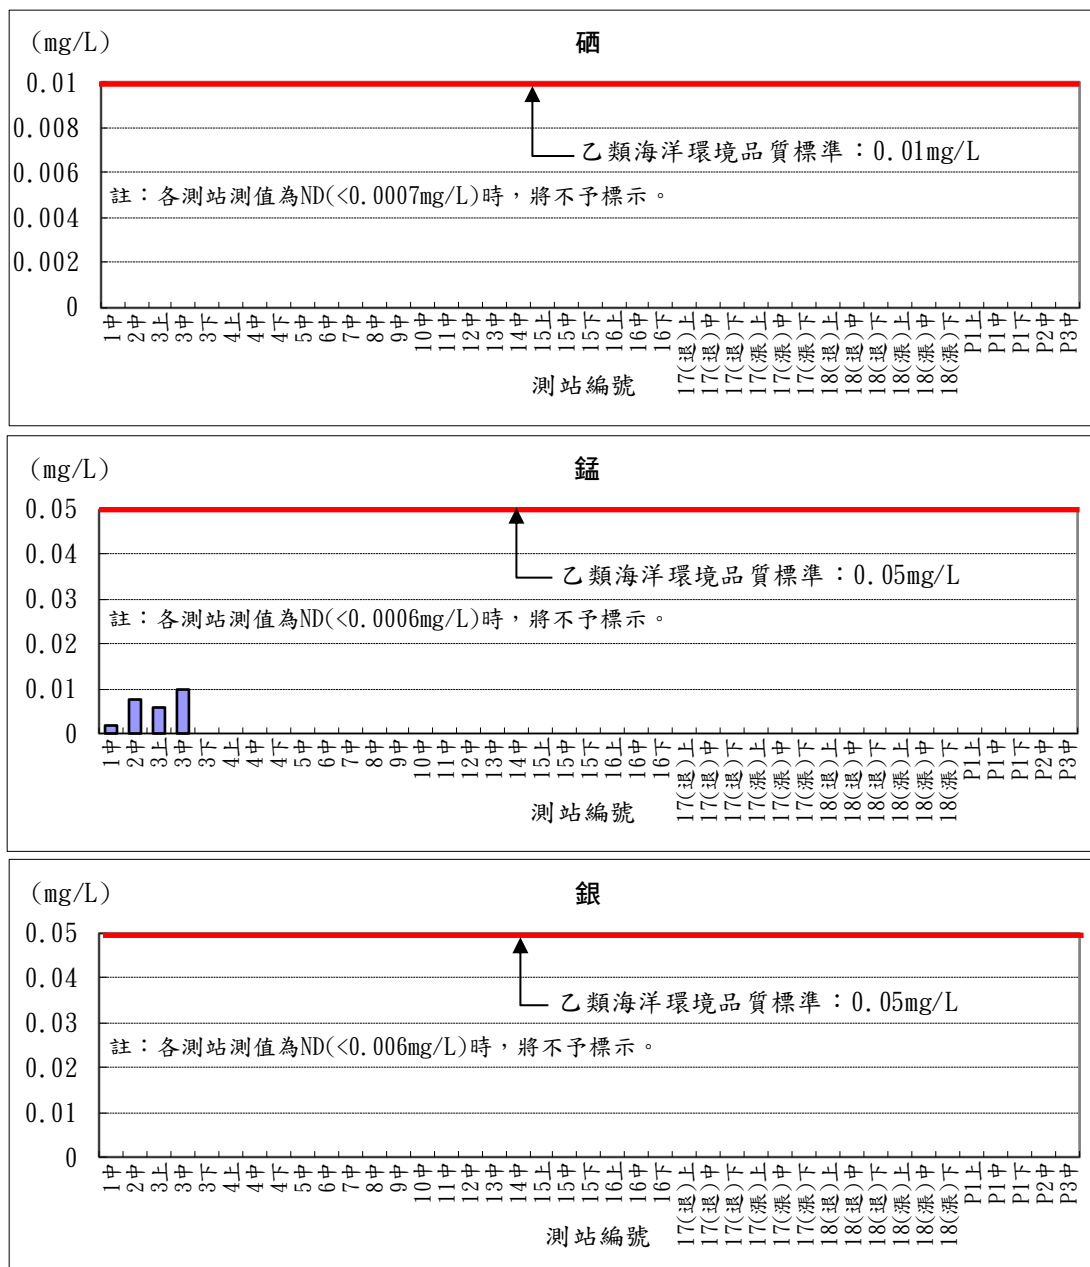 (mg/L)
硒
0.01
0.008
乙類海洋環境品質標準：0.01mg/L
0.006
註：各測站測值為ND(<0.0007mg/L)時，將不予標示。
0.004
0.002
0
1中 2中 3上 3中 3下 4上 4中 4下 5中 6中 7中 8中 9中 10中 11中 12中 13中 14中 15上 15中 15下 16上 16中 16下 17(退)上 17(退)中 17(退)下 17(漲)上 17(漲)中 17(漲)下 18(退)上 18(退)中 18(退)下 18(漲)上 18(漲)中 18(漲)下 P1上 P1中 P1下 P2中 P3中
測站編號
(mg/L)
錳
0.05
0.04
乙類海洋環境品質標準：0.05mg/L
0.03
註：各測站測值為ND(<0.0006mg/L)時，將不予標示。
0.02
0.01
0
1中 2中 3上 3中 3下 4上 4中 4下 5中 6中 7中 8中 9中 10中 11中 12中 13中 14中 15上 15中 15下 16上 16中 16下 17(退)上 17(退)中 17(退)下 17(漲)上 17(漲)中 17(漲)下 18(退)上 18(退)中 18(退)下 18(漲)上 18(漲)中 18(漲)下 P1上 P1中 P1下 P2中 P3中
測站編號
(mg/L)
銀
0.05
0.04
乙類海洋環境品質標準：0.05mg/L
0.03
註：各測站測值為ND(<0.006mg/L)時，將不予標示。
0.02
0.01
0
1中 2中 3上 3中 3下 4上 4中 4下 5中 6中 7中 8中 9中 10中 11中 12中 13中 14中 15上 15中 15下 16上 16中 16下 17(退)上 17(退)中 17(退)下 17(漲)上 17(漲)中 17(漲)下 18(退)上 18(退)中 18(退)下 18(漲)上 18(漲)中 18(漲)下 P1上 P1中 P1下 P2中 P3中
測站編號